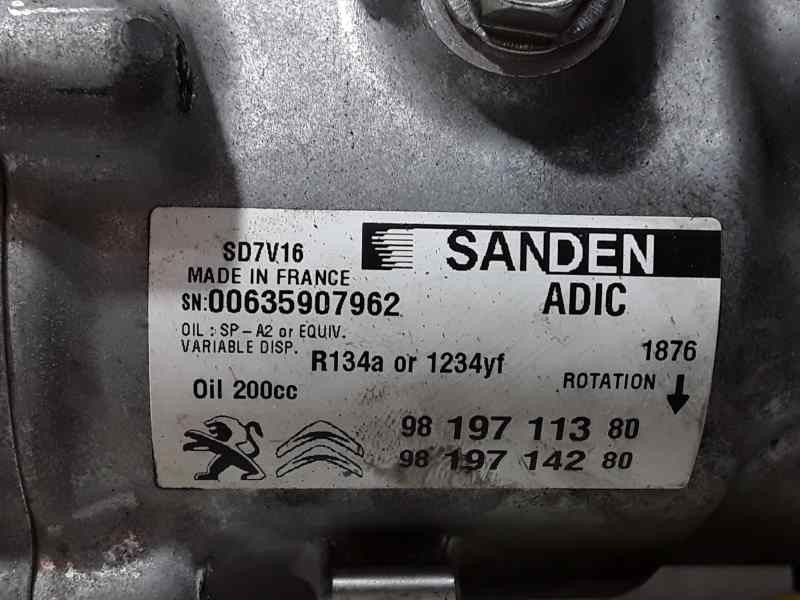 SD7V16
SANDEN
MADE IN FRANCE
SN:00635907962
ADIC
OIL : SP-A2 or EQUIV.
VARIABLE DISP.
R134a or 1234yf
1876
Oil 200cc
ROTATION
98 197 113 80
98 197 142 80